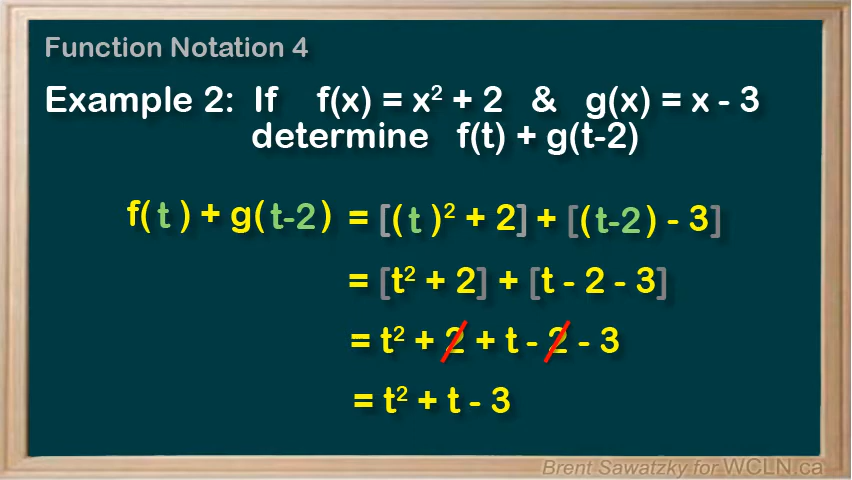 Function Notation 4
Example 2: If f(x) = x² + 2 & g(x) = x - 3
determine f(t) + g(t-2)
f( t ) + g( t-2 ) = [( t )² + 2] + [( t-2 ) - 3]
= [t² + 2] + [t - 2 - 3]
= t² + 2 + t - 2 - 3
= t² + t - 3
Brent Sawatzky for WCLN.ca